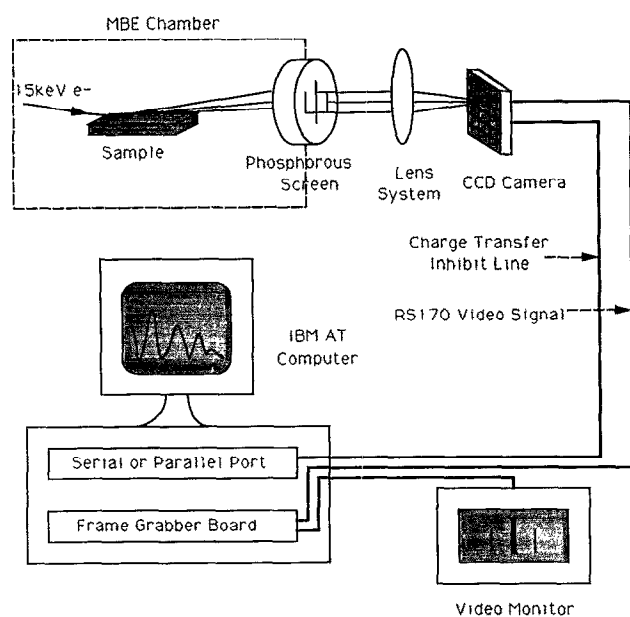 MBE Chamber
15keV e-
Sample
Phosphorous
Screen
Lens
System
CCD Camera
Charge Transfer
Inhibit Line
RS170 Video Signal
IBM AT
Computer
Serial or Parallel Port
Frame Grabber Board
Video Monitor